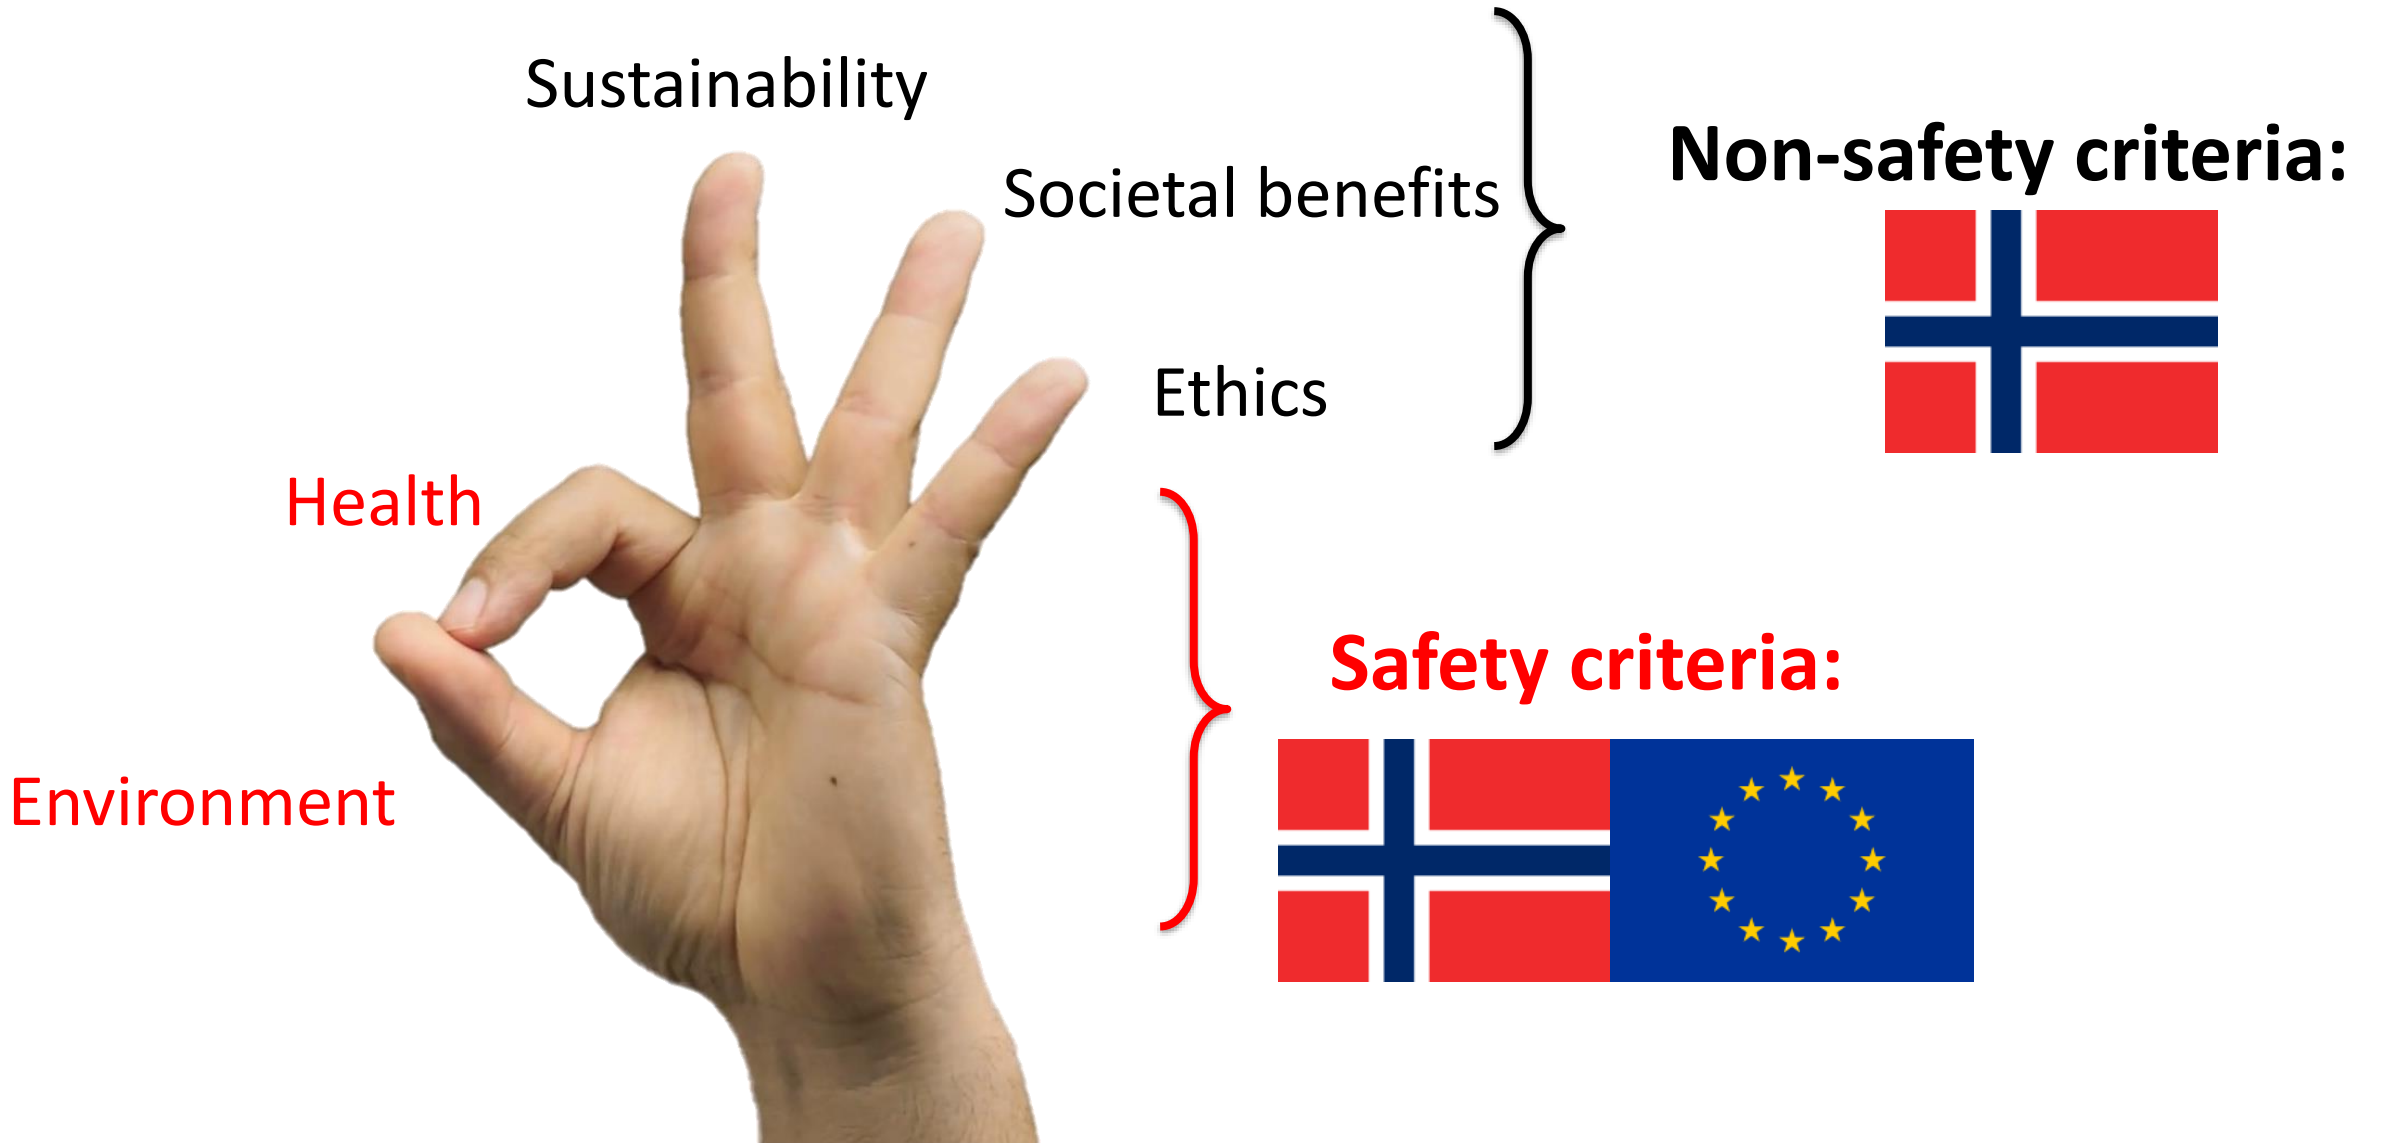 Sustainability
Societal benefits
Ethics
Health
Environment
Non-safety criteria:
Safety criteria: